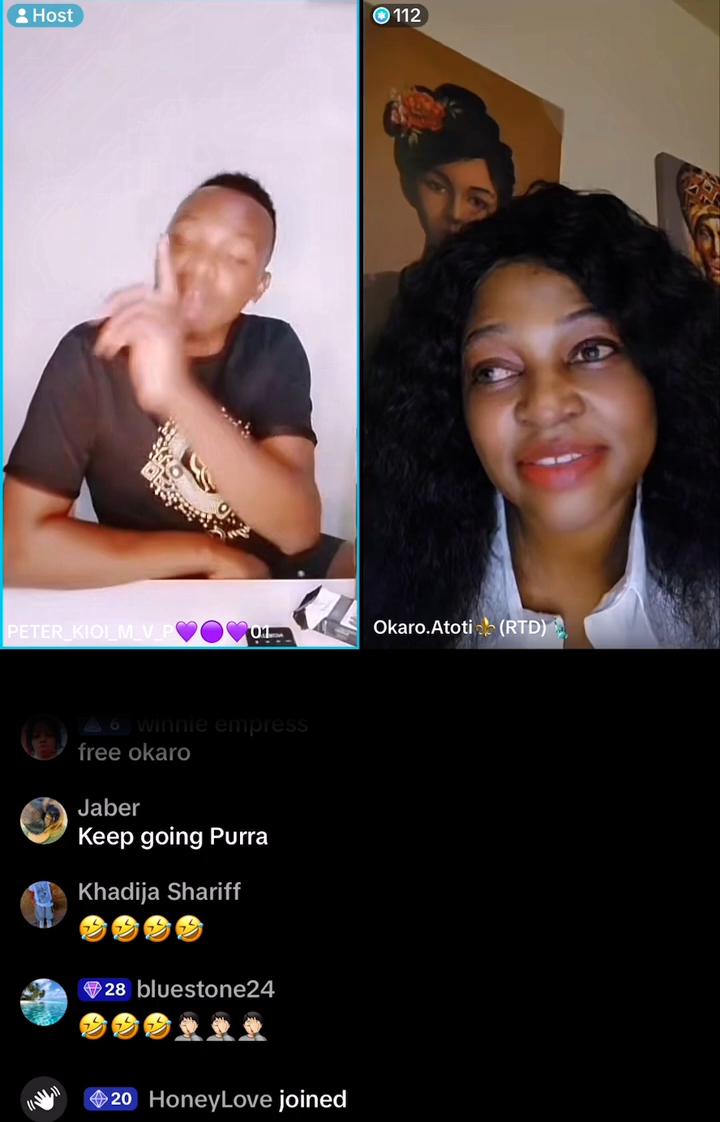 Host
112
PETER_KIOI_M_V_P💜🟣💜01
Okaro.Atoti⚜️(RTD)🗽
6 winnie empress
free okaro
Jaber
Keep going Purra
Khadija Shariff
🤣🤣🤣🤣
28 bluestone24
🤣🤣🤣🤦🏻🤦🏻🤦🏻
20 HoneyLove joined